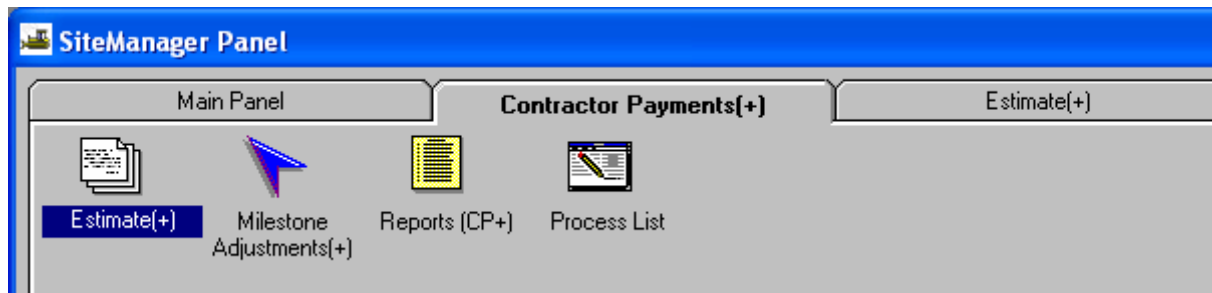 SiteManager Panel
Main Panel
Contractor Payments(+)
Estimate(+)
Estimate(+)
Milestone
Adjustments(+)
Reports (CP+)
Process List